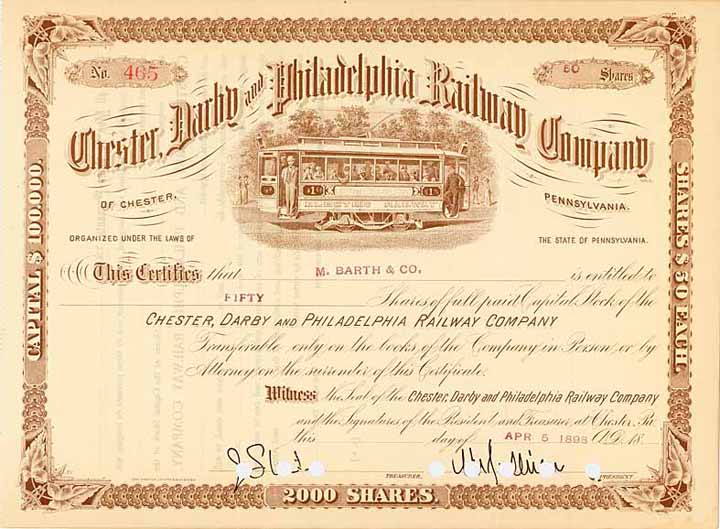 No. 465
50 Shares
Chester, Darby and Philadelphia Railway Company
OF CHESTER,
PENNSYLVANIA.
ORGANIZED UNDER THE LAWS OF
THE STATE OF PENNSYLVANIA.
ELECTRIC RAILWAY
This Certifies that M. BARTH & CO. is entitled to
FIFTY Shares of full paid Capital Stock of the
CHESTER, DARBY AND PHILADELPHIA RAILWAY COMPANY
Transferable only on the books of the Company in Person or by
Attorney on the surrender of this Certificate.
Witness the Seal of the Chester, Darby and Philadelphia Railway Company
and the Signatures of the President and Treasurer, at Chester, Pa.
this day of APR 5 1898 A.D. 18
TREASURER. PRESIDENT.
CAPITAL $100,000.
SHARES $50 EACH.
2000 SHARES.